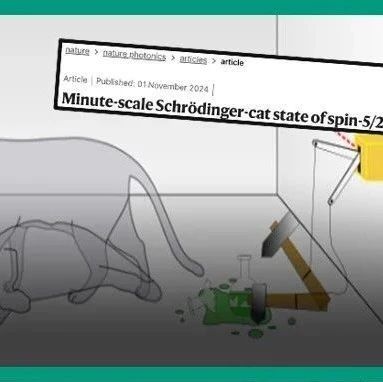 nature > nature photonics > articles > article
Article | Published: 01 November 2024 |
Minute-scale Schrödinger-cat state of spin-5/2